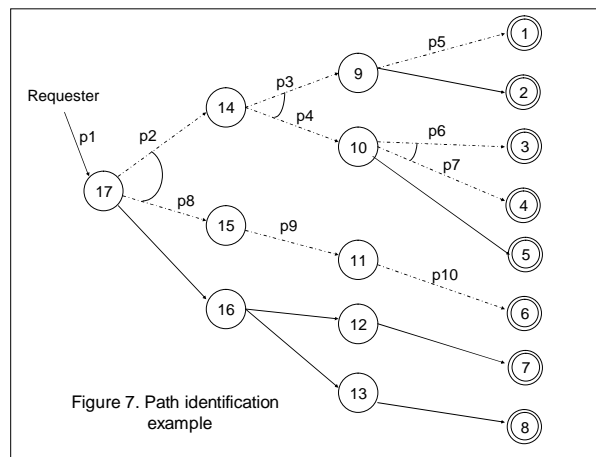 1
p5
9
p3
2
Requester
14
p4
p1
p2
p6
3
10
p7
17
4
p8
15
p9
5
11
p10
16
6
12
7
13
Figure 7. Path identification
example
8